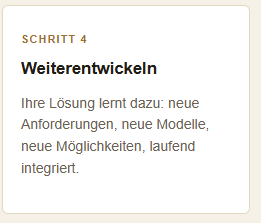 SCHRITT 4
Weiterentwickeln
Ihre Lösung lernt dazu: neue
Anforderungen, neue Modelle,
neue Möglichkeiten, laufend
integriert.